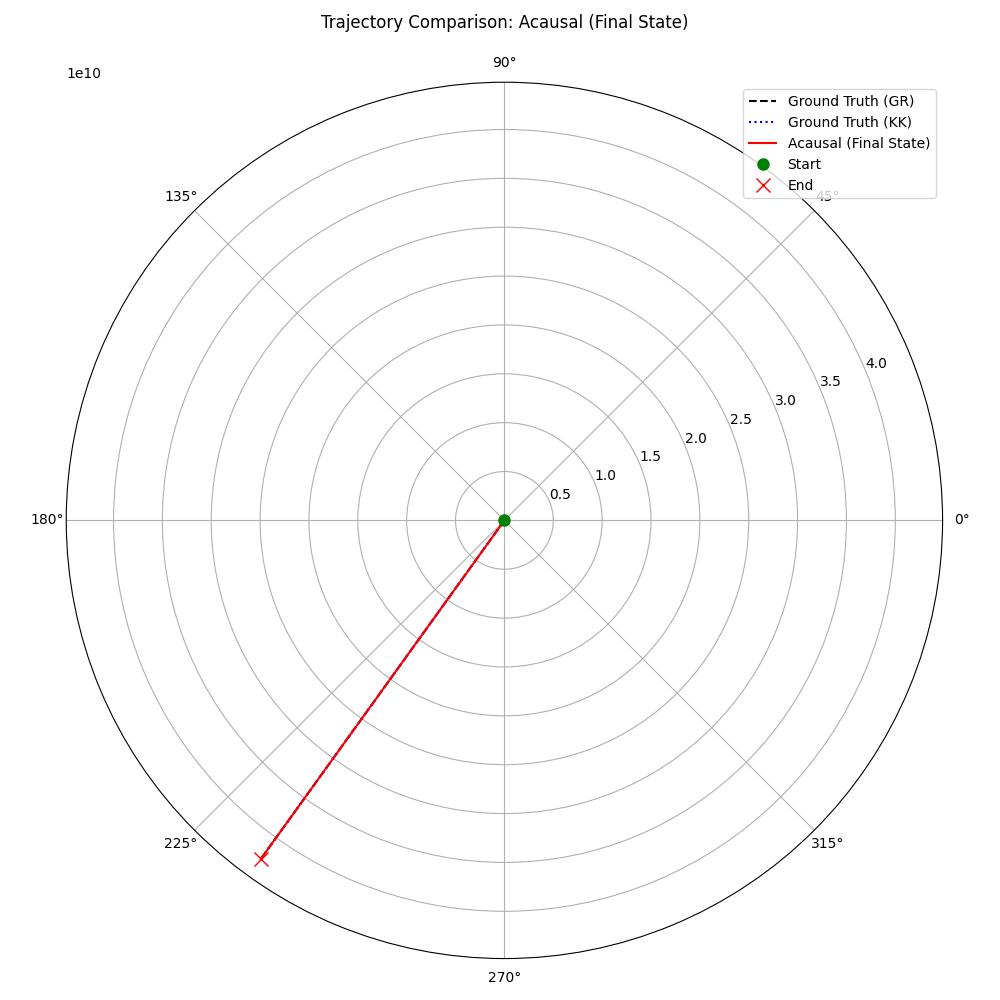 Trajectory Comparison: Acausal (Final State)
1e10
90°
Ground Truth (GR)
Ground Truth (KK)
Acausal (Final State)
Start
End
135°
45°
4.0
3.5
3.0
2.5
2.0
1.5
1.0
0.5
180°
0°
225°
315°
270°